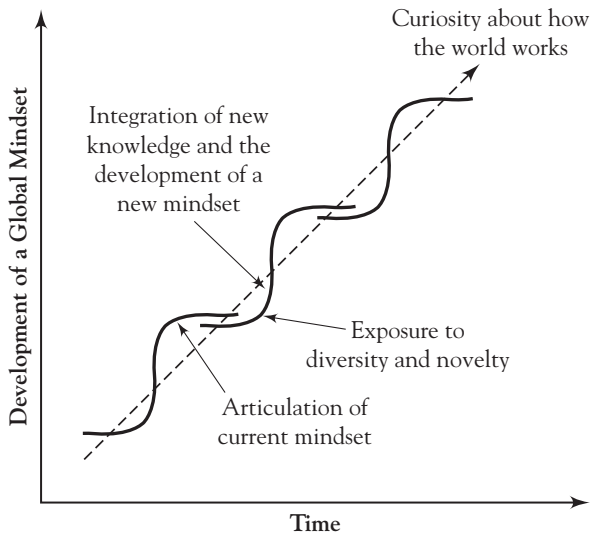 Curiosity about how
the world works
Integration of new
knowledge and the
development of a
new mindset
Exposure to
diversity and novelty
Articulation of
current mindset
Development of a Global Mindset
Time